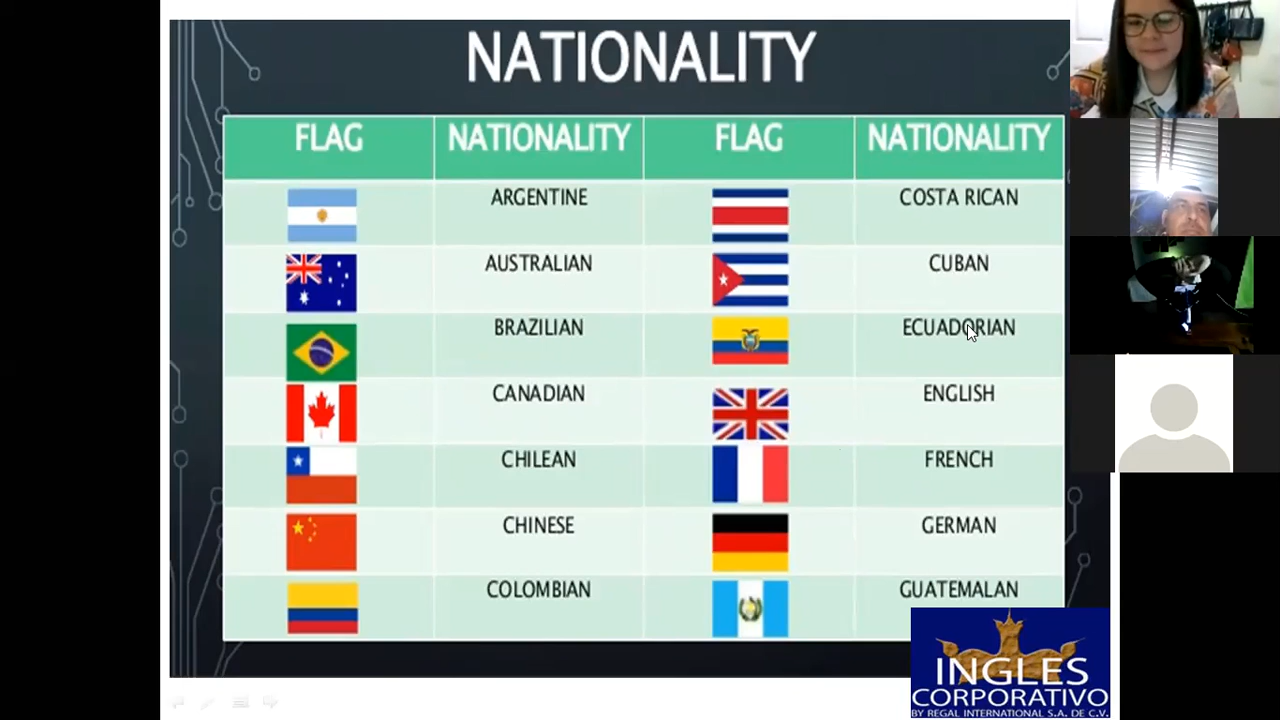 NATIONALITY
FLAG NATIONALITY FLAG NATIONALITY
ARGENTINE COSTA RICAN
AUSTRALIAN CUBAN
BRAZILIAN ECUADORIAN
CANADIAN ENGLISH
CHILEAN FRENCH
CHINESE GERMAN
COLOMBIAN GUATEMALAN
INGLES
CORPORATIVO
BY REGAL INTERNATIONAL S.A. DE C.V.